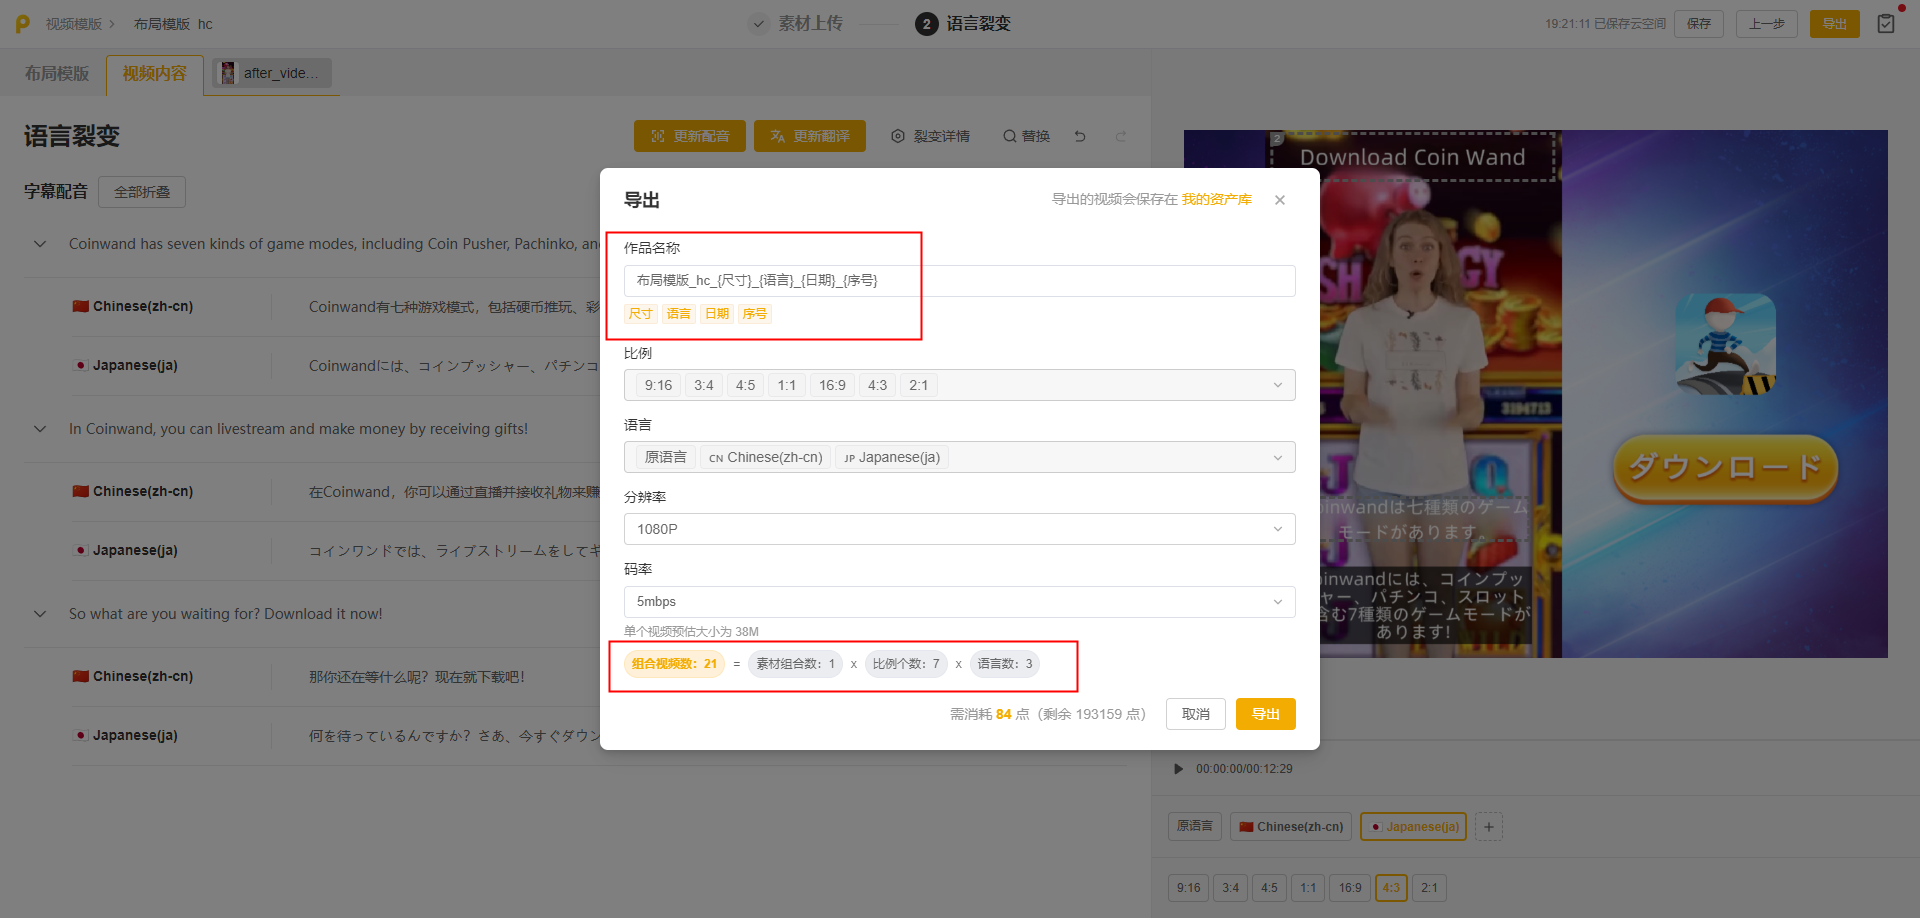 视频模版 > 布局模版_hc
素材上传
2 语言裂变
19:21:11 已保存云空间 保存 上一步 导出
布局模版 视频内容 after_vide...
语言裂变
更新配音 更新翻译 裂变详情 替换
字幕配音 全部折叠
Coinwand has seven kinds of game modes, including Coin Pusher, Pachinko, an
Chinese(zh-cn) Coinwand有七种游戏模式，包括硬币推玩、彩
Japanese(ja) Coinwandには、コインプッシャー、パチンコ
In Coinwand, you can livestream and make money by receiving gifts!
Chinese(zh-cn) 在Coinwand，你可以通过直播并接收礼物来赚
Japanese(ja) コインワンドでは、ライブストリームをしてギ
So what are you waiting for? Download it now!
Chinese(zh-cn) 那你还在等什么呢？现在就下载吧！
Japanese(ja) 何を待っているんですか？さあ、今すぐダウン
导出
导出的视频会保存在 我的资产库
作品名称
布局模版_hc_{尺寸}_{语言}_{日期}_{序号}
尺寸 语言 日期 序号
比例
9:16 3:4 4:5 1:1 16:9 4:3 2:1
语言
原语言 CN Chinese(zh-cn) JP Japanese(ja)
分辨率
1080P
码率
5mbps
单个视频预估大小为 38M
组合视频数：21 = 素材组合数：1 x 比例个数：7 x 语言数：3
需消耗 84 点（剩余 193159 点） 取消 导出
2
Download Coin Wand
3194713
ダウンロード
oinwandは七種類のゲーム
モードがあります。
oinwandには、コインプッ
ャー、パチンコ、スロット
含む7種類のゲームモードが
あります！
00:00:00/00:12:29
原语言 Chinese(zh-cn) Japanese(ja) +
9:16 3:4 4:5 1:1 16:9 4:3 2:1